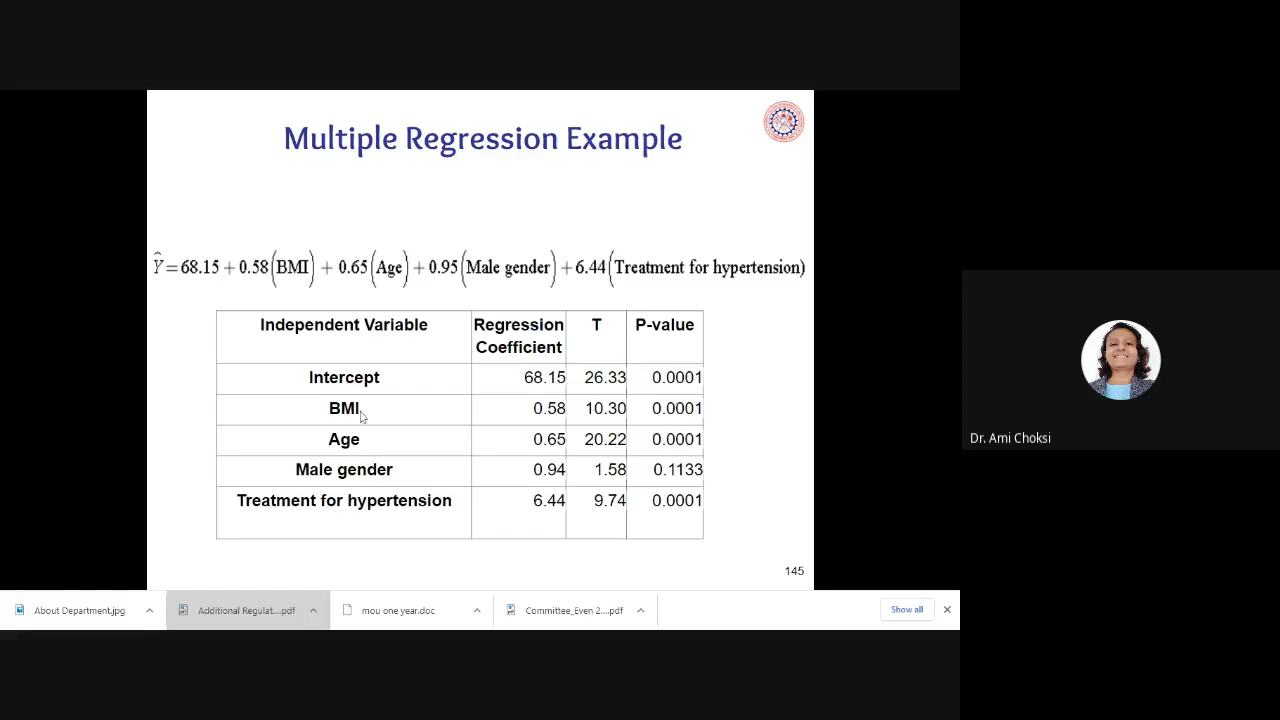 Multiple Regression Example
Ŷ = 68.15 + 0.58 (BMI) + 0.65 (Age) + 0.95 (Male gender) + 6.44 (Treatment for hypertension)
Independent Variable Regression Coefficient T P-value
Intercept 68.15 26.33 0.0001
BMI 0.58 10.30 0.0001
Age 0.65 20.22 0.0001
Male gender 0.94 1.58 0.1133
Treatment for hypertension 6.44 9.74 0.0001
145
Dr. Ami Choksi
About Department.jpg Additional Regulat....pdf mou one year.doc Committee_Even 2....pdf Show all